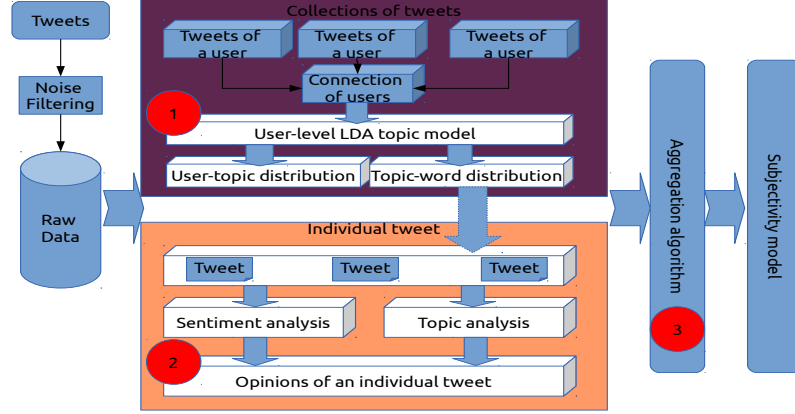 Tweets
Noise
Filtering
Raw
Data
Collections of tweets
Tweets of
a user
Tweets of
a user
Tweets of
a user
Connection
of users
1
User-level LDA topic model
User-topic distribution
Topic-word distribution
Individual tweet
Tweet
Tweet
Tweet
Sentiment analysis
Topic analysis
2
Opinions of an individual tweet
Aggregation algorithm
3
Subjectivity model